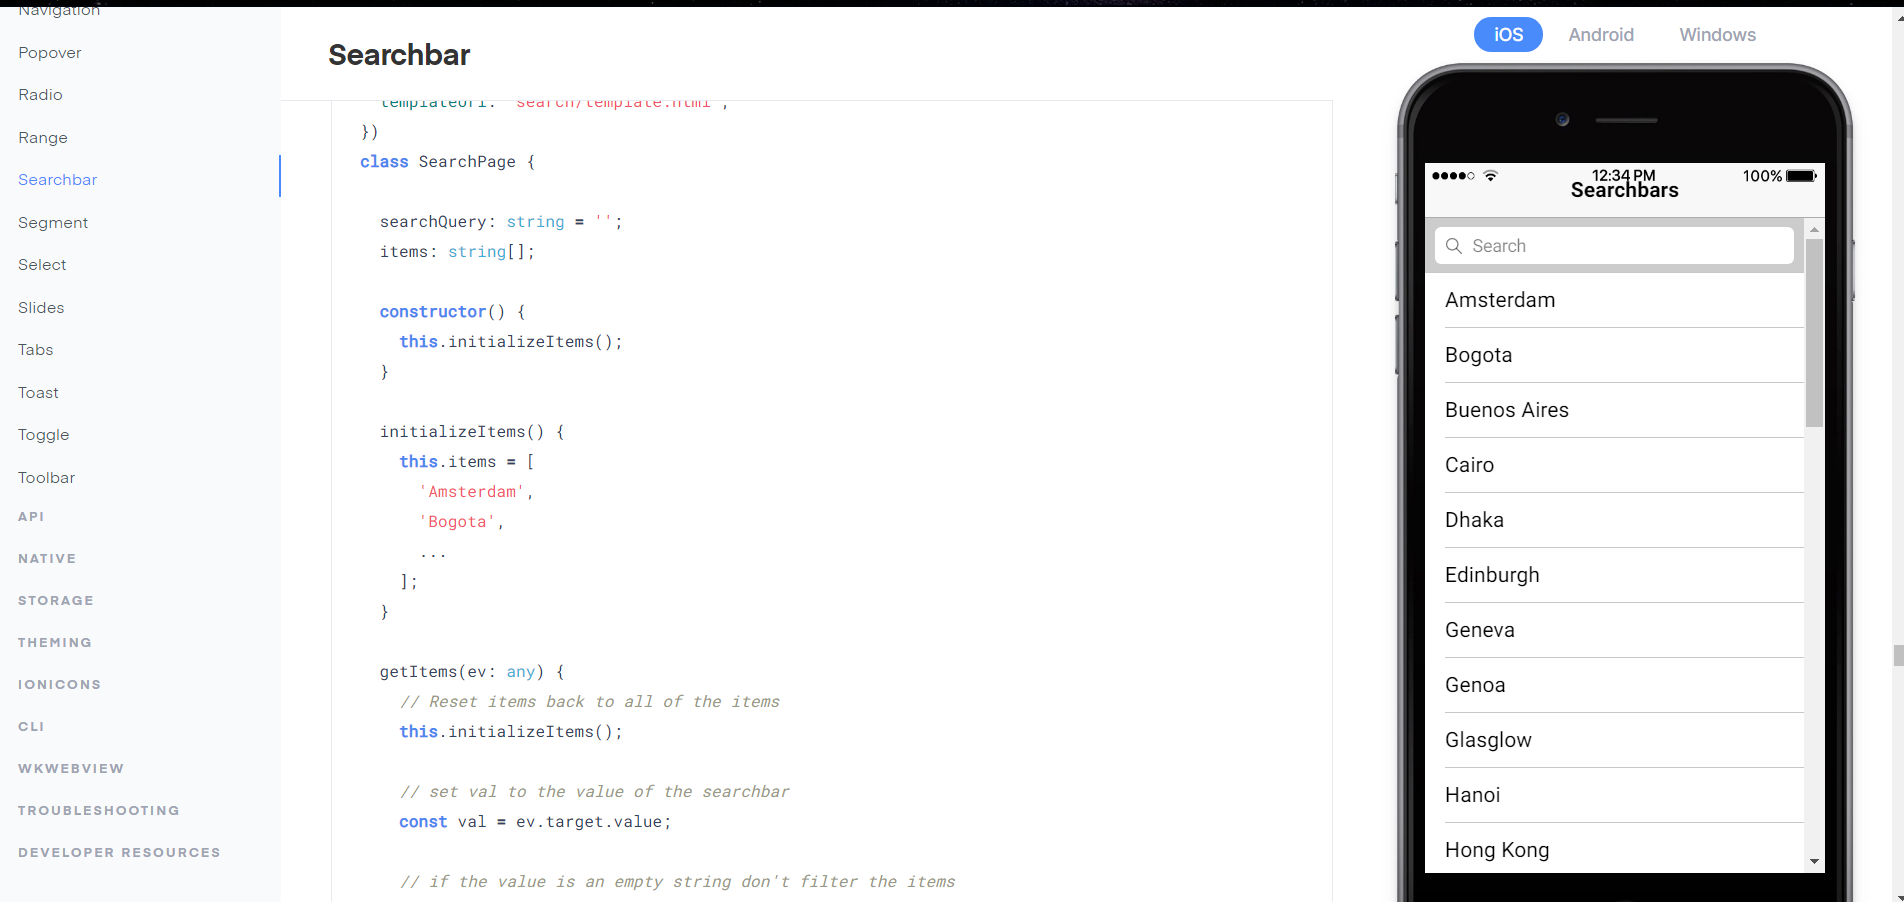 Navigation
Popover
Radio
Range
Searchbar
Segment
Select
Slides
Tabs
Toast
Toggle
Toolbar
API
NATIVE
STORAGE
THEMING
IONICONS
CLI
WKWEBVIEW
TROUBLESHOOTING
DEVELOPER RESOURCES
Searchbar
templateUrl: 'search/template.html',
})
class SearchPage {
searchQuery: string = '';
items: string[];
constructor() {
this.initializeItems();
}
initializeItems() {
this.items = [
'Amsterdam',
'Bogota',
...
];
}
getItems(ev: any) {
// Reset items back to all of the items
this.initializeItems();
// set val to the value of the searchbar
const val = ev.target.value;
// if the value is an empty string don't filter the items
iOS Android Windows
12:34 PM 100%
Searchbars
Search
Amsterdam
Bogota
Buenos Aires
Cairo
Dhaka
Edinburgh
Geneva
Genoa
Glasglow
Hanoi
Hong Kong